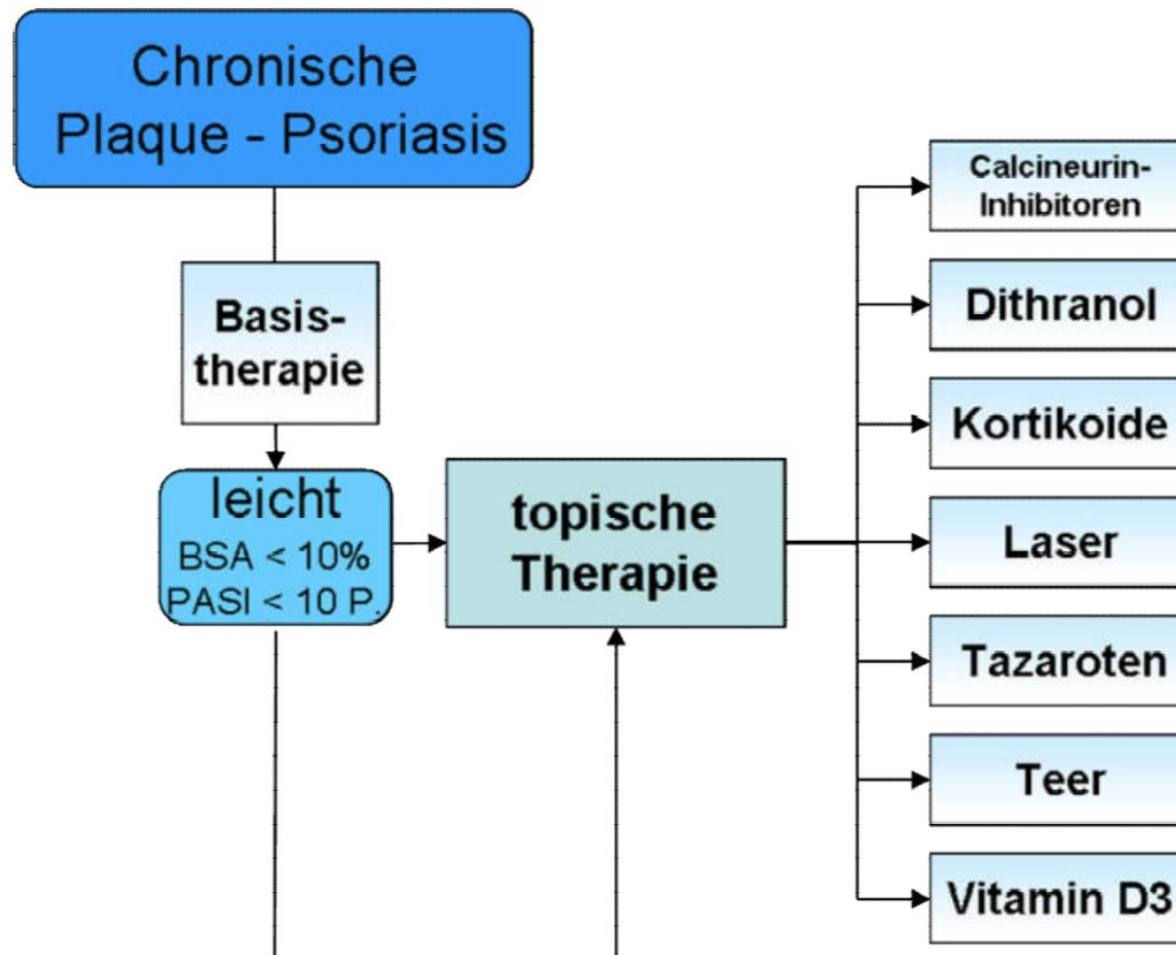 Chronische
Plaque - Psoriasis
Basis-
therapie
leicht
BSA < 10%
PASI < 10 P.
topische
Therapie
Calcineurin-
Inhibitoren
Dithranol
Kortikoide
Laser
Tazaroten
Teer
Vitamin D3